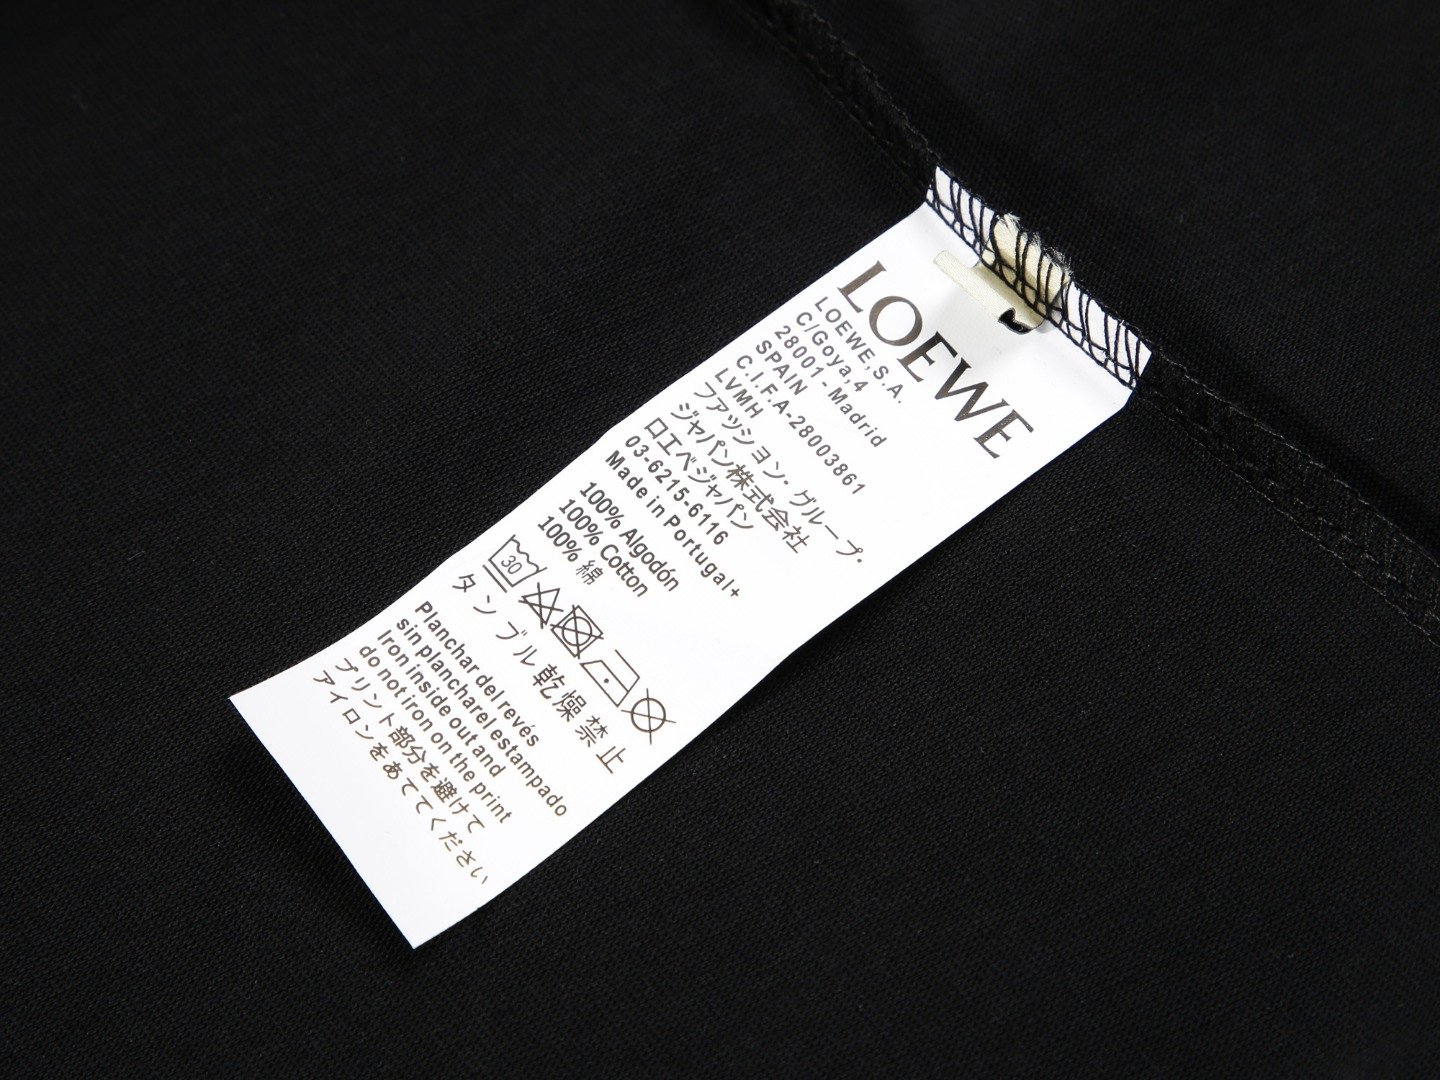 LOEWE
LOEWE,S.A.
C/Goya,4
28001-Madrid
SPAIN
C.I.F.A-28003861
LVMH
ファッション・グループ・
ジャパン株式会社
ロエベジャパン
03-6215-6116
Made in Portugal+
100% Algodón
100% Cotton
100% 綿
30
タンブル乾燥禁止
Planchar del revés
sin plancharel estampado
Iron inside out and
do not iron on the print
プリント部分を避けて
アイロンをあててください